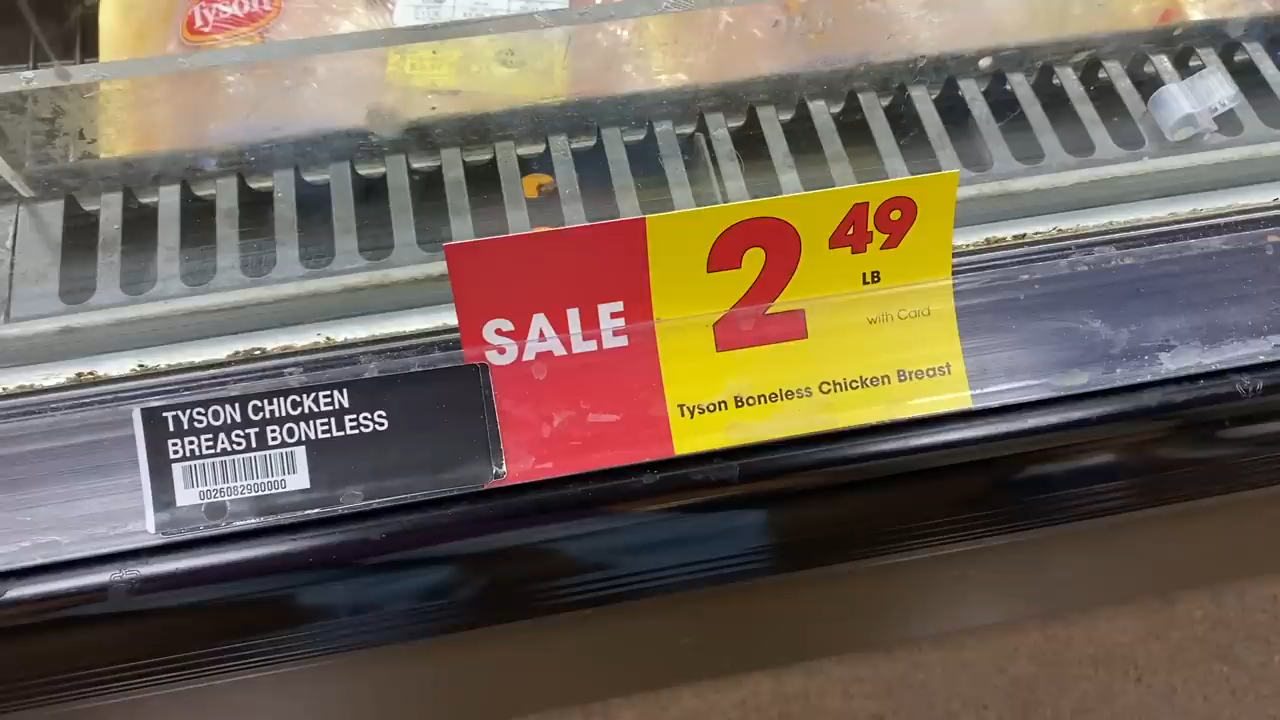 Tyson
TYSON CHICKEN
BREAST BONELESS
0026082900000
SALE
2 49
LB
with Card
Tyson Boneless Chicken Breast